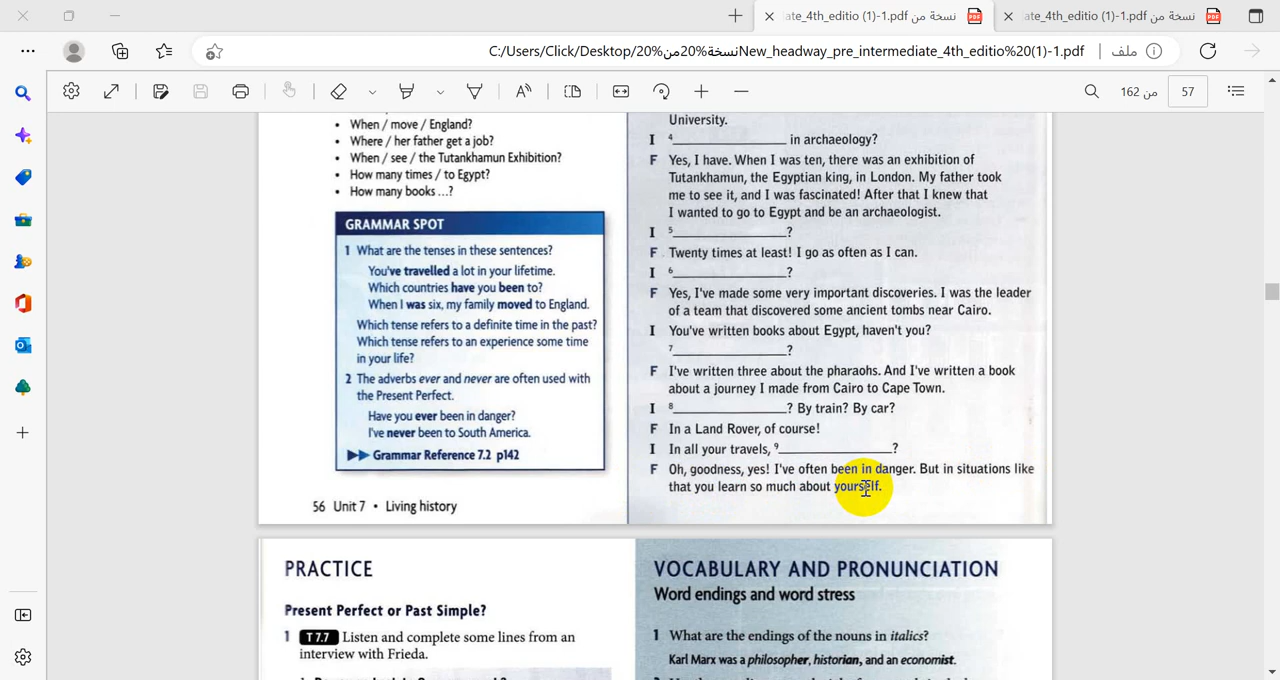 نسخة من ate_4th_editio (1)-1.pdf
نسخة من ate_4th_editio (1)-1.pdf
C:/Users/Click/Desktop/نسخة%20من%20New_headway_pre_intermediate_4th_editio%20(1)-1.pdf
ملف
57
من 162
• When / move / England?
• Where / her father get a job?
• When / see / the Tutankhamun Exhibition?
• How many times / to Egypt?
• How many books ...?
GRAMMAR SPOT
1 What are the tenses in these sentences?
You've travelled a lot in your lifetime.
Which countries have you been to?
When I was six, my family moved to England.
Which tense refers to a definite time in the past?
Which tense refers to an experience some time
in your life?
2 The adverbs ever and never are often used with
the Present Perfect.
Have you ever been in danger?
I've never been to South America.
▶▶ Grammar Reference 7.2 p142
56 Unit 7 • Living history
University.
I 4______________ in archaeology?
F Yes, I have. When I was ten, there was an exhibition of
Tutankhamun, the Egyptian king, in London. My father took
me to see it, and I was fascinated! After that I knew that
I wanted to go to Egypt and be an archaeologist.
I 5______________?
F Twenty times at least! I go as often as I can.
I 6______________?
F Yes, I've made some very important discoveries. I was the leader
of a team that discovered some ancient tombs near Cairo.
I You've written books about Egypt, haven't you?
7______________?
F I've written three about the pharaohs. And I've written a book
about a journey I made from Cairo to Cape Town.
I 8______________? By train? By car?
F In a Land Rover, of course!
I In all your travels, 9______________?
F Oh, goodness, yes! I've often been in danger. But in situations like
that you learn so much about yourself.
PRACTICE
Present Perfect or Past Simple?
1 T 7.7 Listen and complete some lines from an
interview with Frieda.
VOCABULARY AND PRONUNCIATION
Word endings and word stress
1 What are the endings of the nouns in italics?
Karl Marx was a philosopher, historian, and an economist.